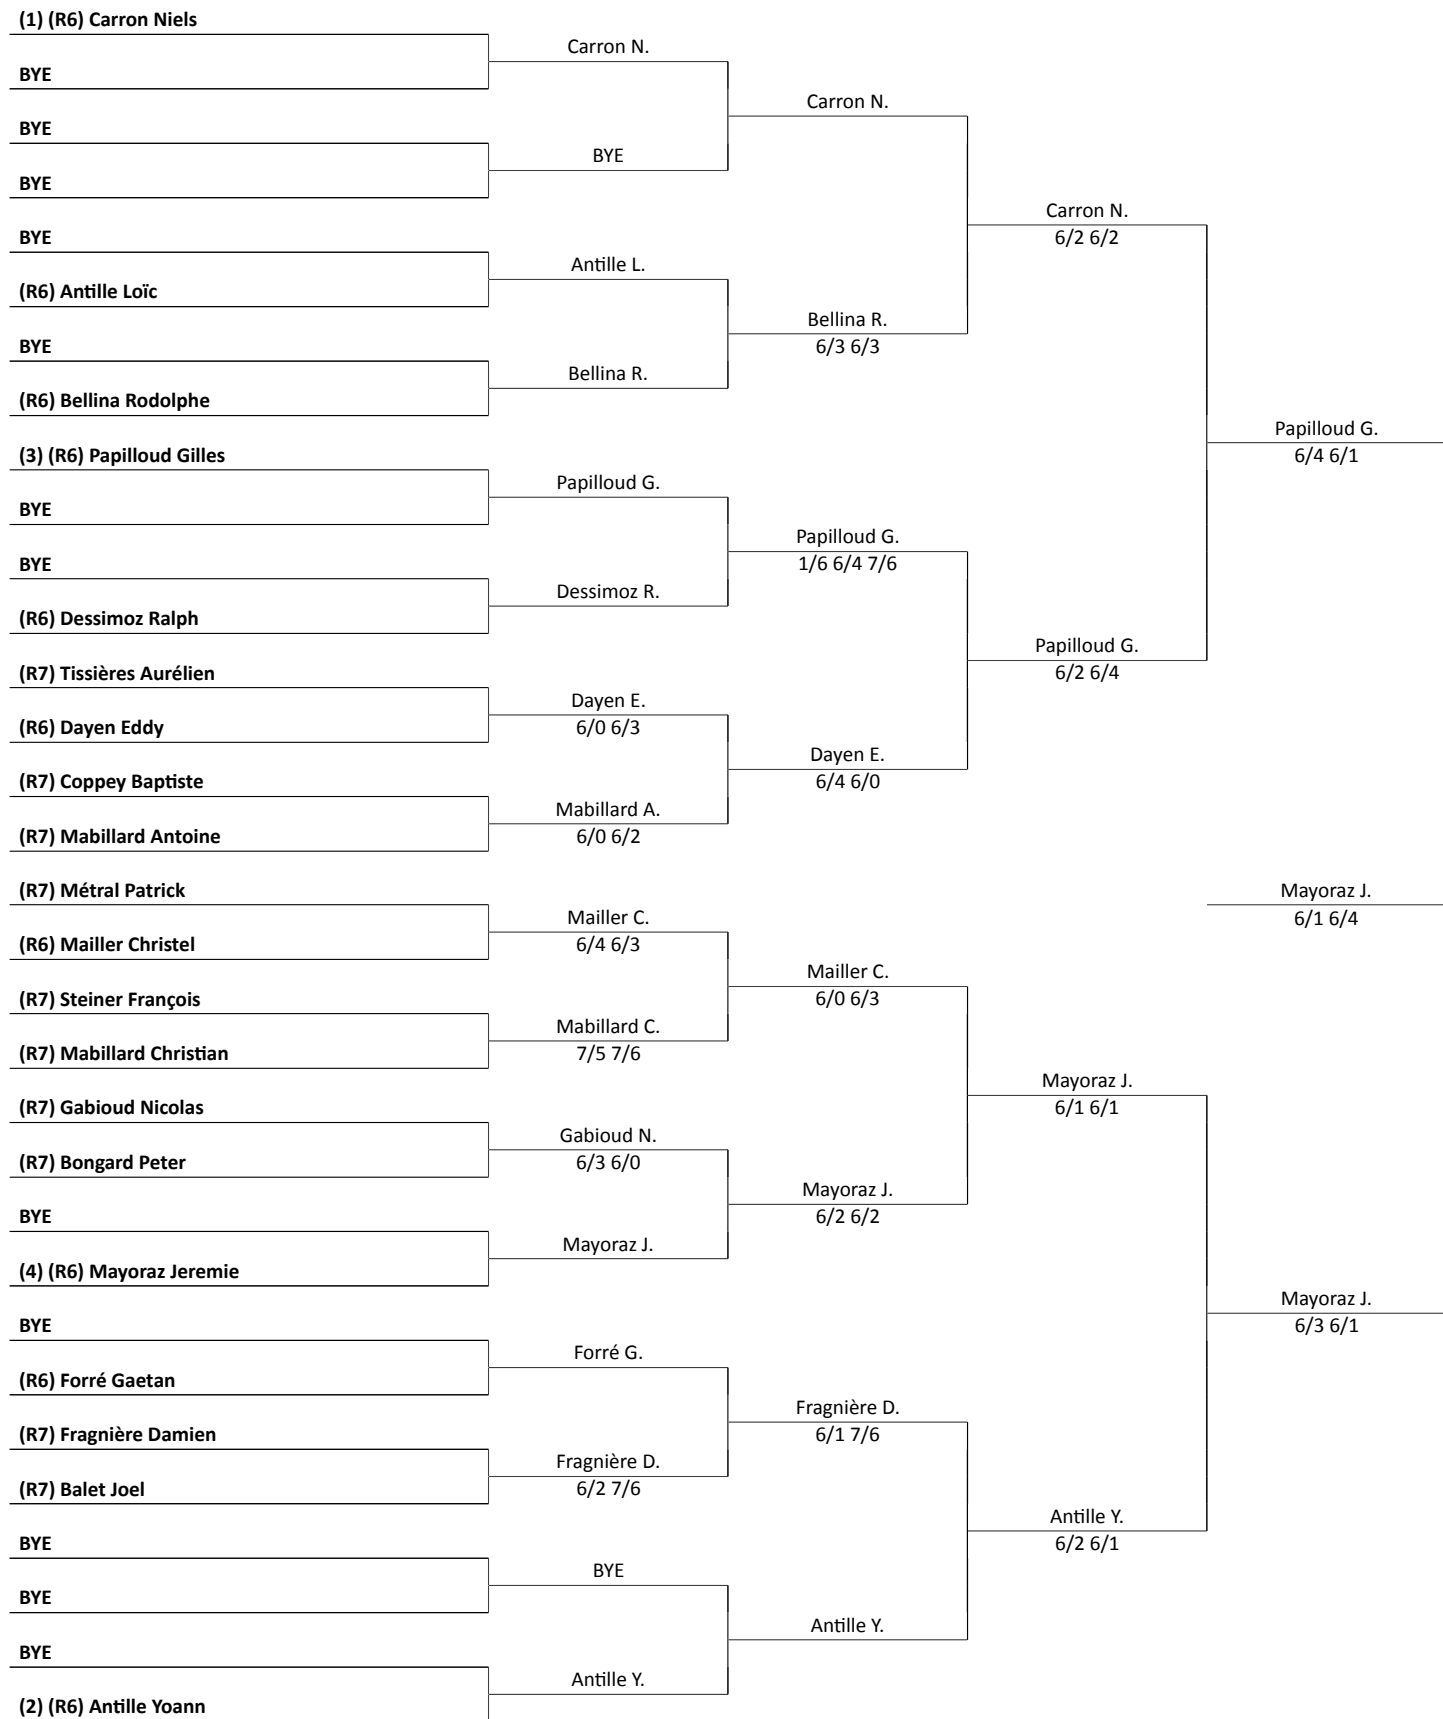 (1) (R6) Carron Niels
Carron N.
BYE
Carron N.
BYE
BYE
BYE
BYE
Carron N.
6/2 6/2
Antille L.
(R6) Antille Loïc
Bellina R.
6/3 6/3
BYE
Bellina R.
(R6) Bellina Rodolphe
Papilloud G.
6/4 6/1
(3) (R6) Papilloud Gilles
Papilloud G.
BYE
Papilloud G.
1/6 6/4 7/6
BYE
Dessimoz R.
(R6) Dessimoz Ralph
Papilloud G.
6/2 6/4
(R7) Tissières Aurélien
Dayen E.
6/0 6/3
(R6) Dayen Eddy
Dayen E.
6/4 6/0
(R7) Coppey Baptiste
Mabillard A.
6/0 6/2
(R7) Mabillard Antoine
(R7) Métral Patrick
Mayoraz J.
6/1 6/4
Mailler C.
6/4 6/3
(R6) Mailler Christel
Mailler C.
6/0 6/3
(R7) Steiner François
Mabillard C.
7/5 7/6
(R7) Mabillard Christian
Mayoraz J.
6/1 6/1
(R7) Gabioud Nicolas
Gabioud N.
6/3 6/0
(R7) Bongard Peter
Mayoraz J.
6/2 6/2
BYE
Mayoraz J.
(4) (R6) Mayoraz Jeremie
Mayoraz J.
6/3 6/1
BYE
Forré G.
(R6) Forré Gaetan
Fragnière D.
6/1 7/6
(R7) Fragnière Damien
Fragnière D.
6/2 7/6
(R7) Balet Joel
Antille Y.
6/2 6/1
BYE
BYE
BYE
Antille Y.
BYE
Antille Y.
(2) (R6) Antille Yoann